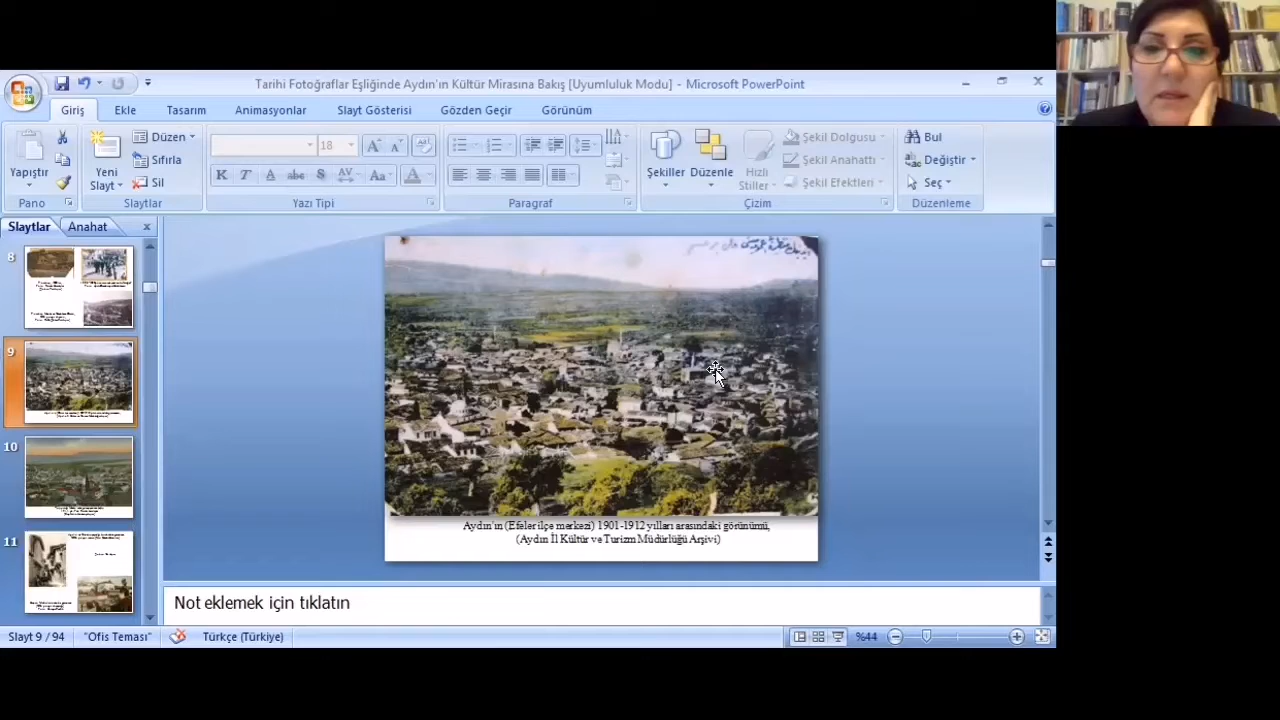 Tarihi Fotoğraflar Eşliğinde Aydın'ın Kültür Mirasına Bakış [Uyumluluk Modu] - Microsoft PowerPoint
Giriş Ekle Tasarım Animasyonlar Slayt Gösterisi Gözden Geçir Görünüm
Yapıştır
Yeni Slayt
Düzen
Sıfırla
Sil
18
K T A abc S AV Aa A
Şekiller
Düzenle
Hızlı Stiller
Şekil Dolgusu
Şekil Anahattı
Şekil Efektleri
Bul
Değiştir
Seç
Pano Slaytlar Yazı Tipi Paragraf Çizim Düzenleme
Slaytlar Anahat
8
9
10
11
Aydın'ın (Efeler ilçe merkezi) 1901-1912 yılları arasındaki görünümü,
(Aydın İl Kültür ve Turizm Müdürlüğü Arşivi)
Not eklemek için tıklatın
Slayt 9 / 94 "Ofis Teması" Türkçe (Türkiye) %44